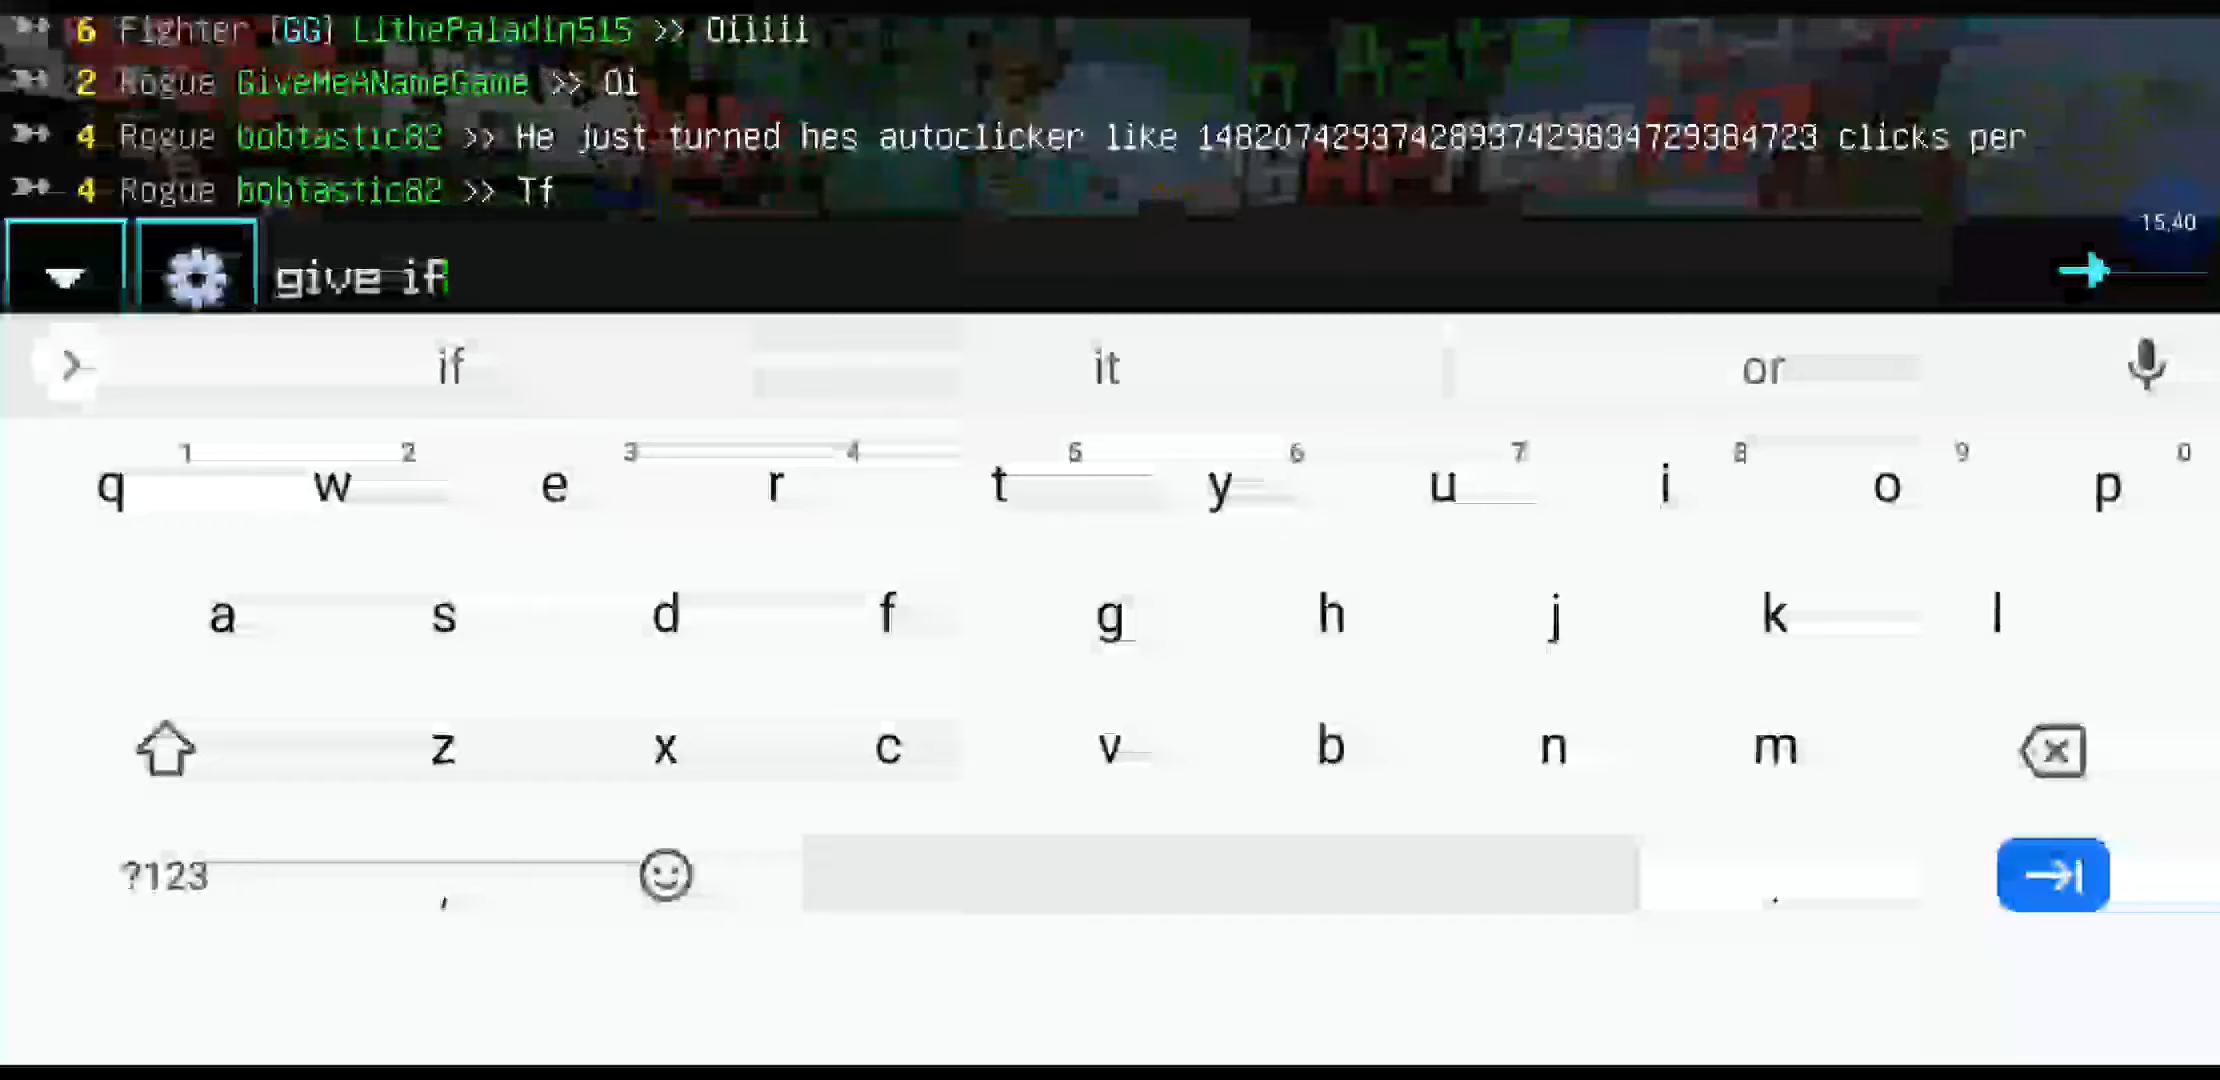 6 Fighter [GG] LithePaladin515 >> Oiiiii
2 Rogue GiveMeANameGame >> Oi
4 Rogue bobtastic82 >> He just turned hes autoclicker like 14820742937428937429834729384723 clicks per
4 Rogue bobtastic82 >> Tf
15,40
give if
if it or
1 2 3 4 5 6 7 8 9 0
q w e r t y u i o p
a s d f g h j k l
z x c v b n m
?123 , .